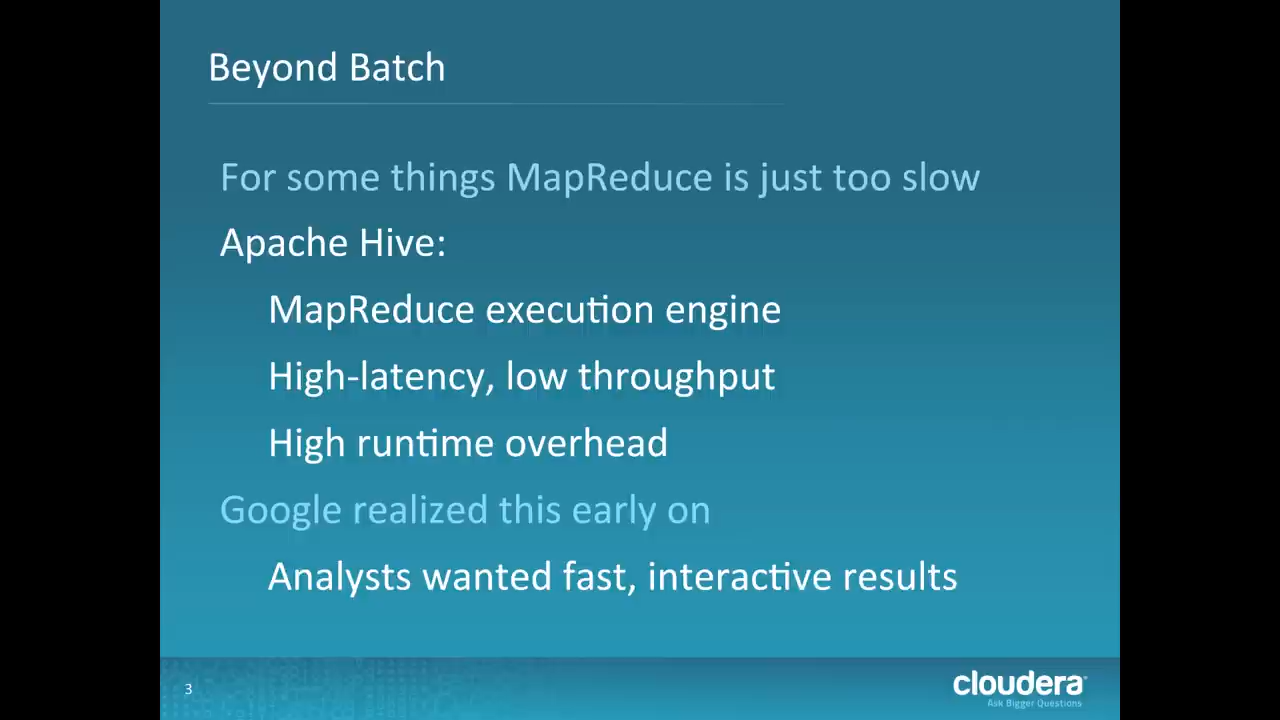 Beyond Batch
For some things MapReduce is just too slow
Apache Hive:
MapReduce execution engine
High-latency, low throughput
High runtime overhead
Google realized this early on
Analysts wanted fast, interactive results
3
cloudera
Ask Bigger Questions